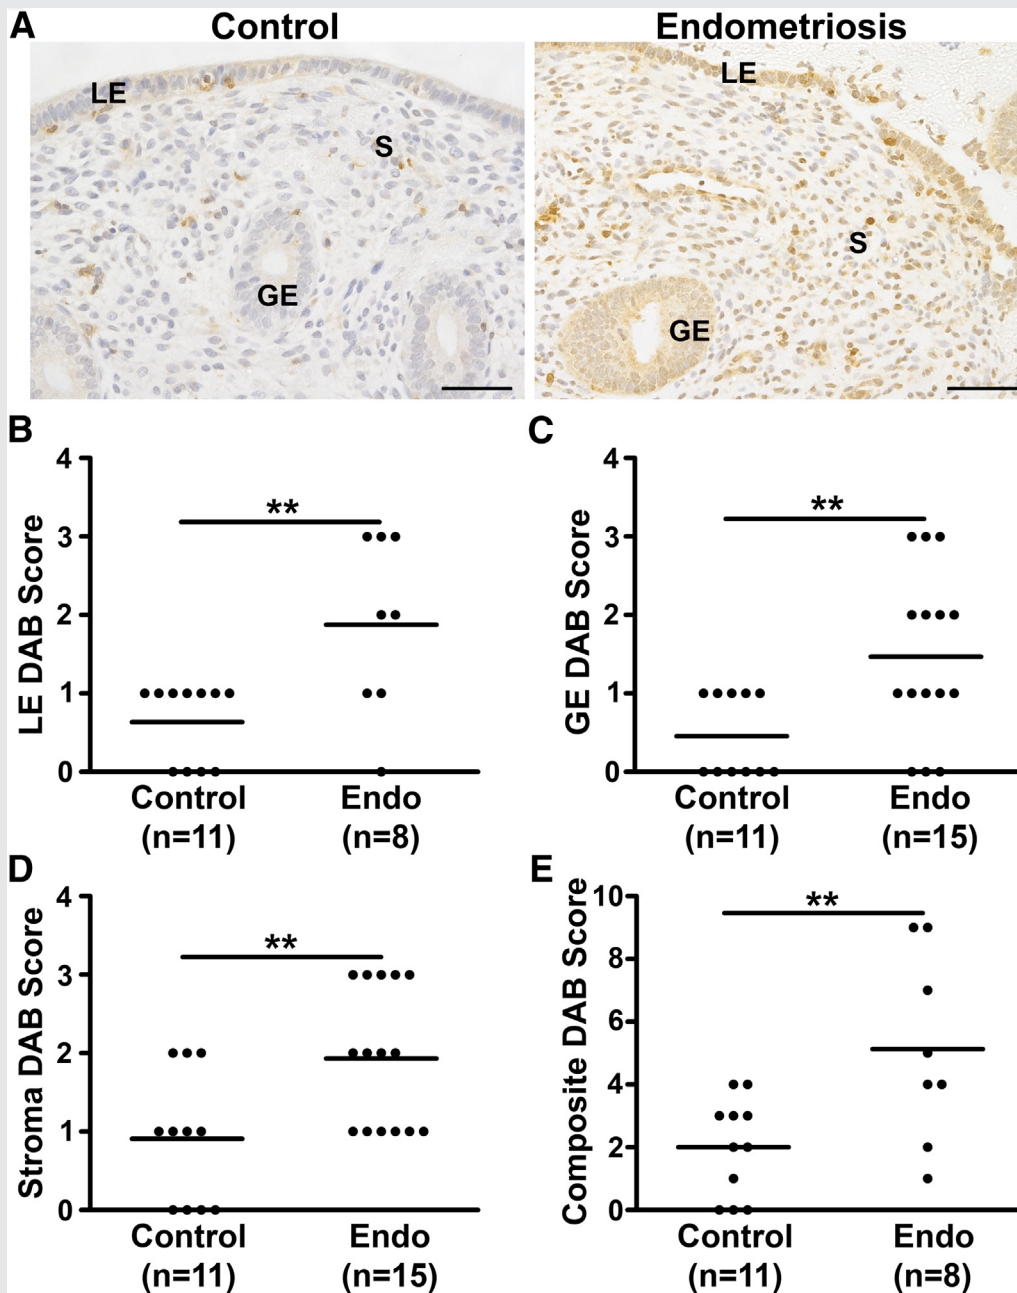 A
Control
Endometriosis
LE
S
GE
LE
S
GE
B
LE DAB Score
4
3
2
1
0
**
Control
(n=11)
Endo
(n=8)
C
GE DAB Score
4
3
2
1
0
**
Control
(n=11)
Endo
(n=15)
D
Stroma DAB Score
4
3
2
1
0
**
Control
(n=11)
Endo
(n=15)
E
Composite DAB Score
10
8
6
4
2
0
**
Control
(n=11)
Endo
(n=8)